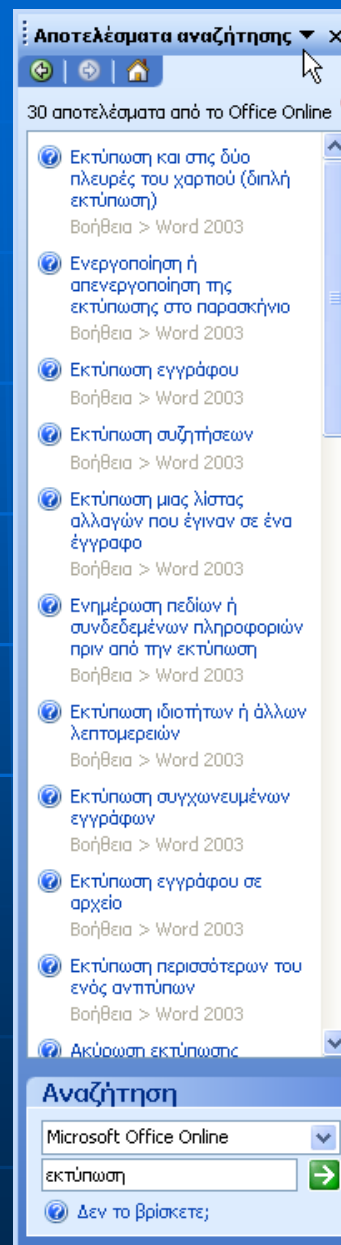 Αποτελέσματα αναζήτησης
30 αποτελέσματα από το Office Online
Εκτύπωση και στις δύο
πλευρές του χαρτιού (διπλή
εκτύπωση)
Βοήθεια > Word 2003
Ενεργοποίηση ή
απενεργοποίηση της
εκτύπωσης στο παρασκήνιο
Βοήθεια > Word 2003
Εκτύπωση εγγράφου
Βοήθεια > Word 2003
Εκτύπωση συζητήσεων
Βοήθεια > Word 2003
Εκτύπωση μιας λίστας
αλλαγών που έγιναν σε ένα
έγγραφο
Βοήθεια > Word 2003
Ενημέρωση πεδίων ή
συνδεδεμένων πληροφοριών
πριν από την εκτύπωση
Βοήθεια > Word 2003
Εκτύπωση ιδιοτήτων ή άλλων
λεπτομερειών
Βοήθεια > Word 2003
Εκτύπωση συγχωνευμένων
εγγράφων
Βοήθεια > Word 2003
Εκτύπωση εγγράφου σε
αρχείο
Βοήθεια > Word 2003
Εκτύπωση περισσότερων του
ενός αντιτύπων
Βοήθεια > Word 2003
Ακύρωση εκτύπωσης
Αναζήτηση
Microsoft Office Online
εκτύπωση
Δεν το βρίσκετε;